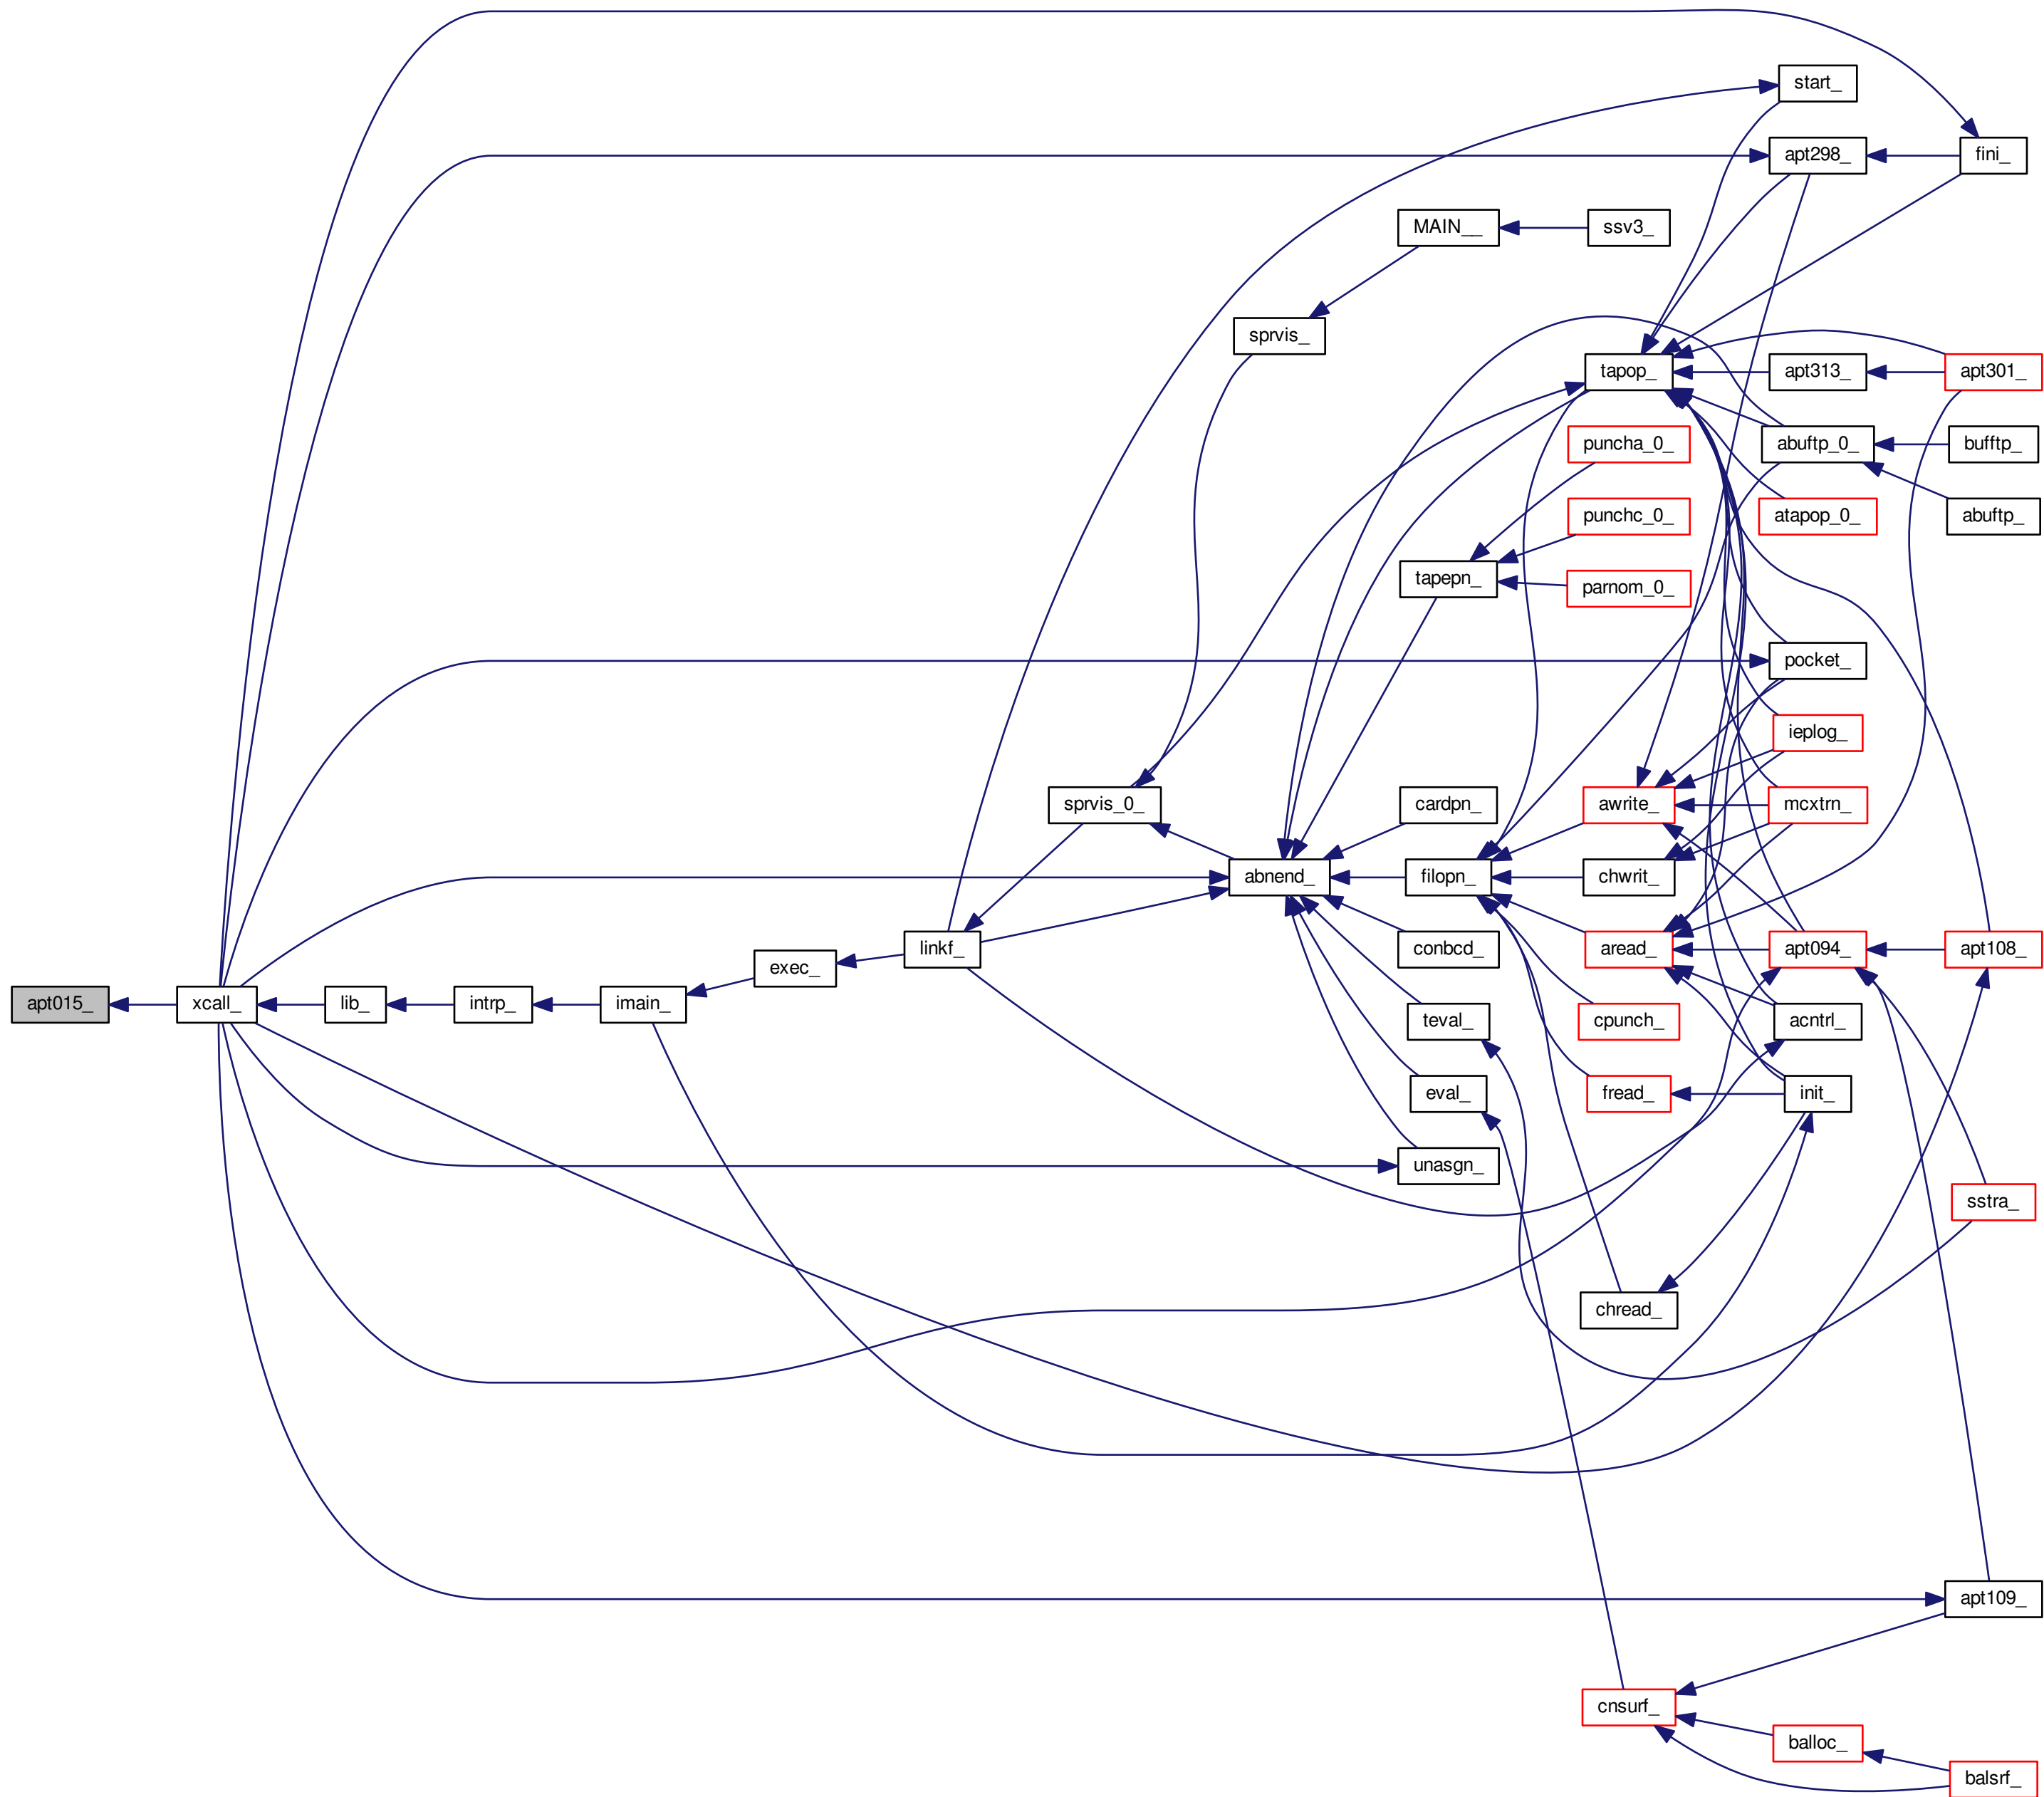 start_
apt298_
fini_
MAIN__
ssv3_
sprvis_
tapop_
apt313_
apt301_
puncha_0_
abuftp_0_
bufftp_
punchc_0_
atapop_0_
abuftp_
tapepn_
parnom_0_
pocket_
ieplog_
sprvis_0_
cardpn_
awrite_
mcxtrn_
abnend_
filopn_
chwrit_
linkf_
conbcd_
aread_
apt094_
apt108_
exec_
apt015_
xcall_
lib_
intrp_
imain_
teval_
cpunch_
acntrl_
eval_
fread_
init_
unasgn_
sstra_
chread_
apt109_
cnsurf_
balloc_
balsrf_